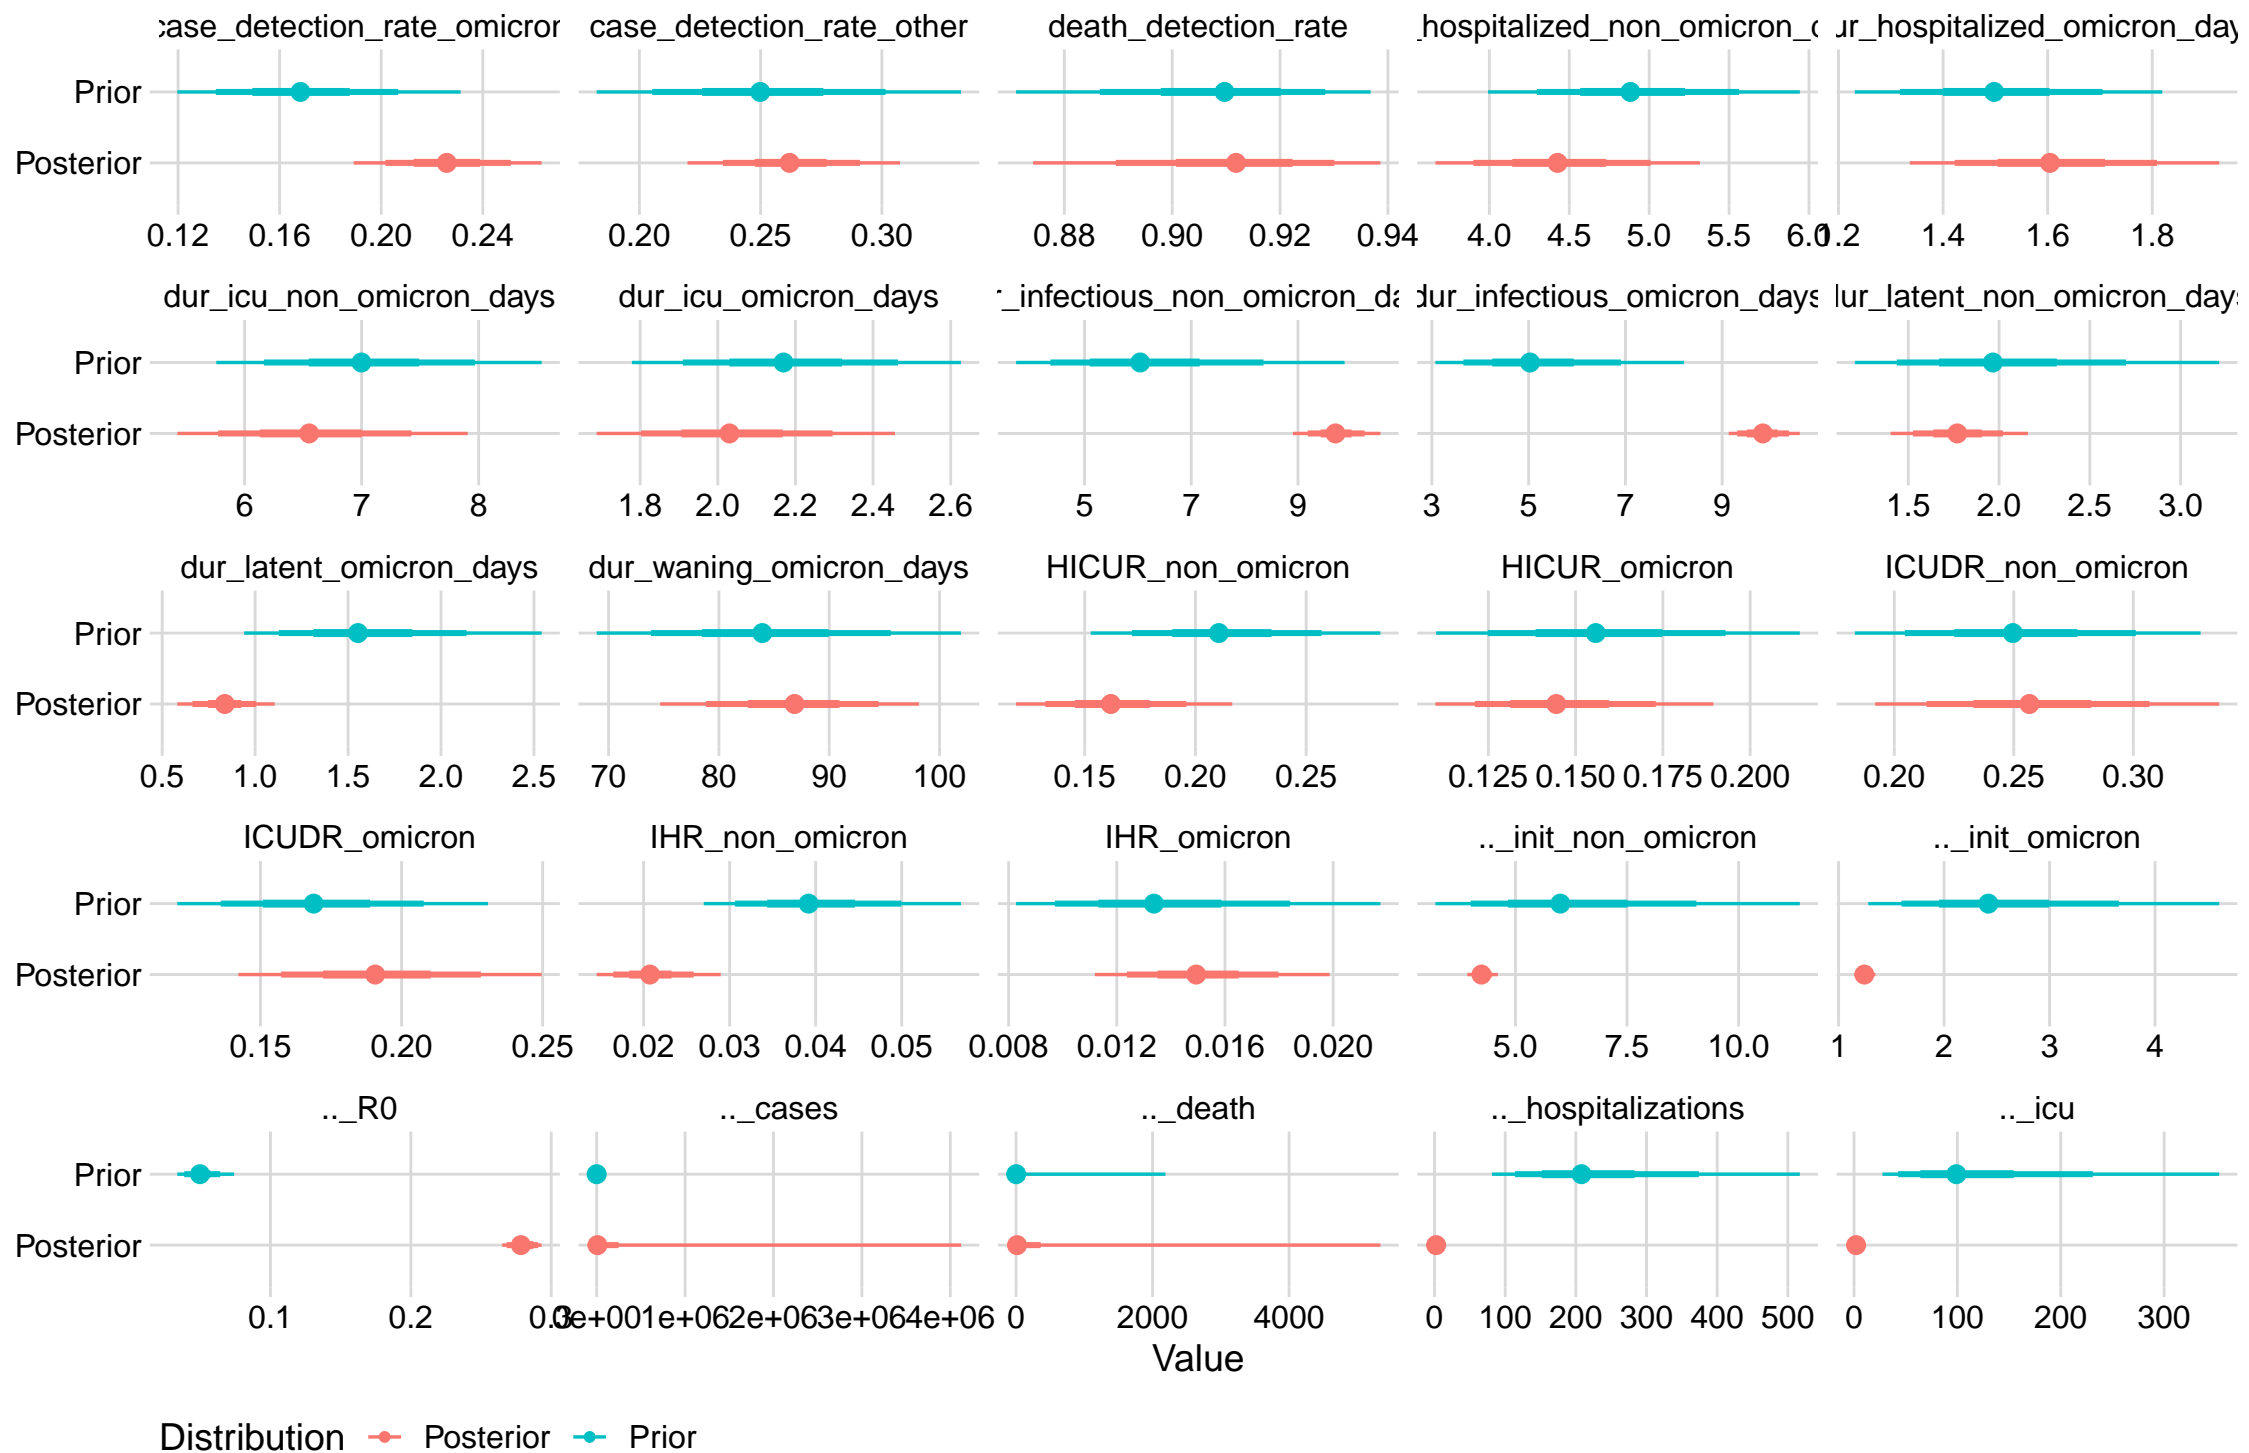 case_detection_rate_omicron case_detection_rate_other death_detection_rate _hospitalized_non_omicron_d ur_hospitalized_omicron_day
Prior
Posterior
0.12 0.16 0.20 0.24 0.20 0.25 0.30 0.88 0.90 0.92 0.94 4.0 4.5 5.0 5.5 6.0 1.2 1.4 1.6 1.8
dur_icu_non_omicron_days dur_icu_omicron_days r_infectious_non_omicron_da dur_infectious_omicron_days dur_latent_non_omicron_days
Prior
Posterior
6 7 8 1.8 2.0 2.2 2.4 2.6 5 7 9 3 5 7 9 1.5 2.0 2.5 3.0
dur_latent_omicron_days dur_waning_omicron_days HICUR_non_omicron HICUR_omicron ICUDR_non_omicron
Prior
Posterior
0.5 1.0 1.5 2.0 2.5 70 80 90 100 0.15 0.20 0.25 0.125 0.150 0.175 0.200 0.20 0.25 0.30
ICUDR_omicron IHR_non_omicron IHR_omicron .._init_non_omicron .._init_omicron
Prior
Posterior
0.15 0.20 0.25 0.02 0.03 0.04 0.05 0.008 0.012 0.016 0.020 5.0 7.5 10.0 1 2 3 4
.._R0 .._cases .._death .._hospitalizations .._icu
Prior
Posterior
0.1 0.2 0.3 0e+00 1e+06 2e+06 3e+06 4e+06 0 2000 4000 0 100 200 300 400 500 0 100 200 300
Value
Distribution Posterior Prior